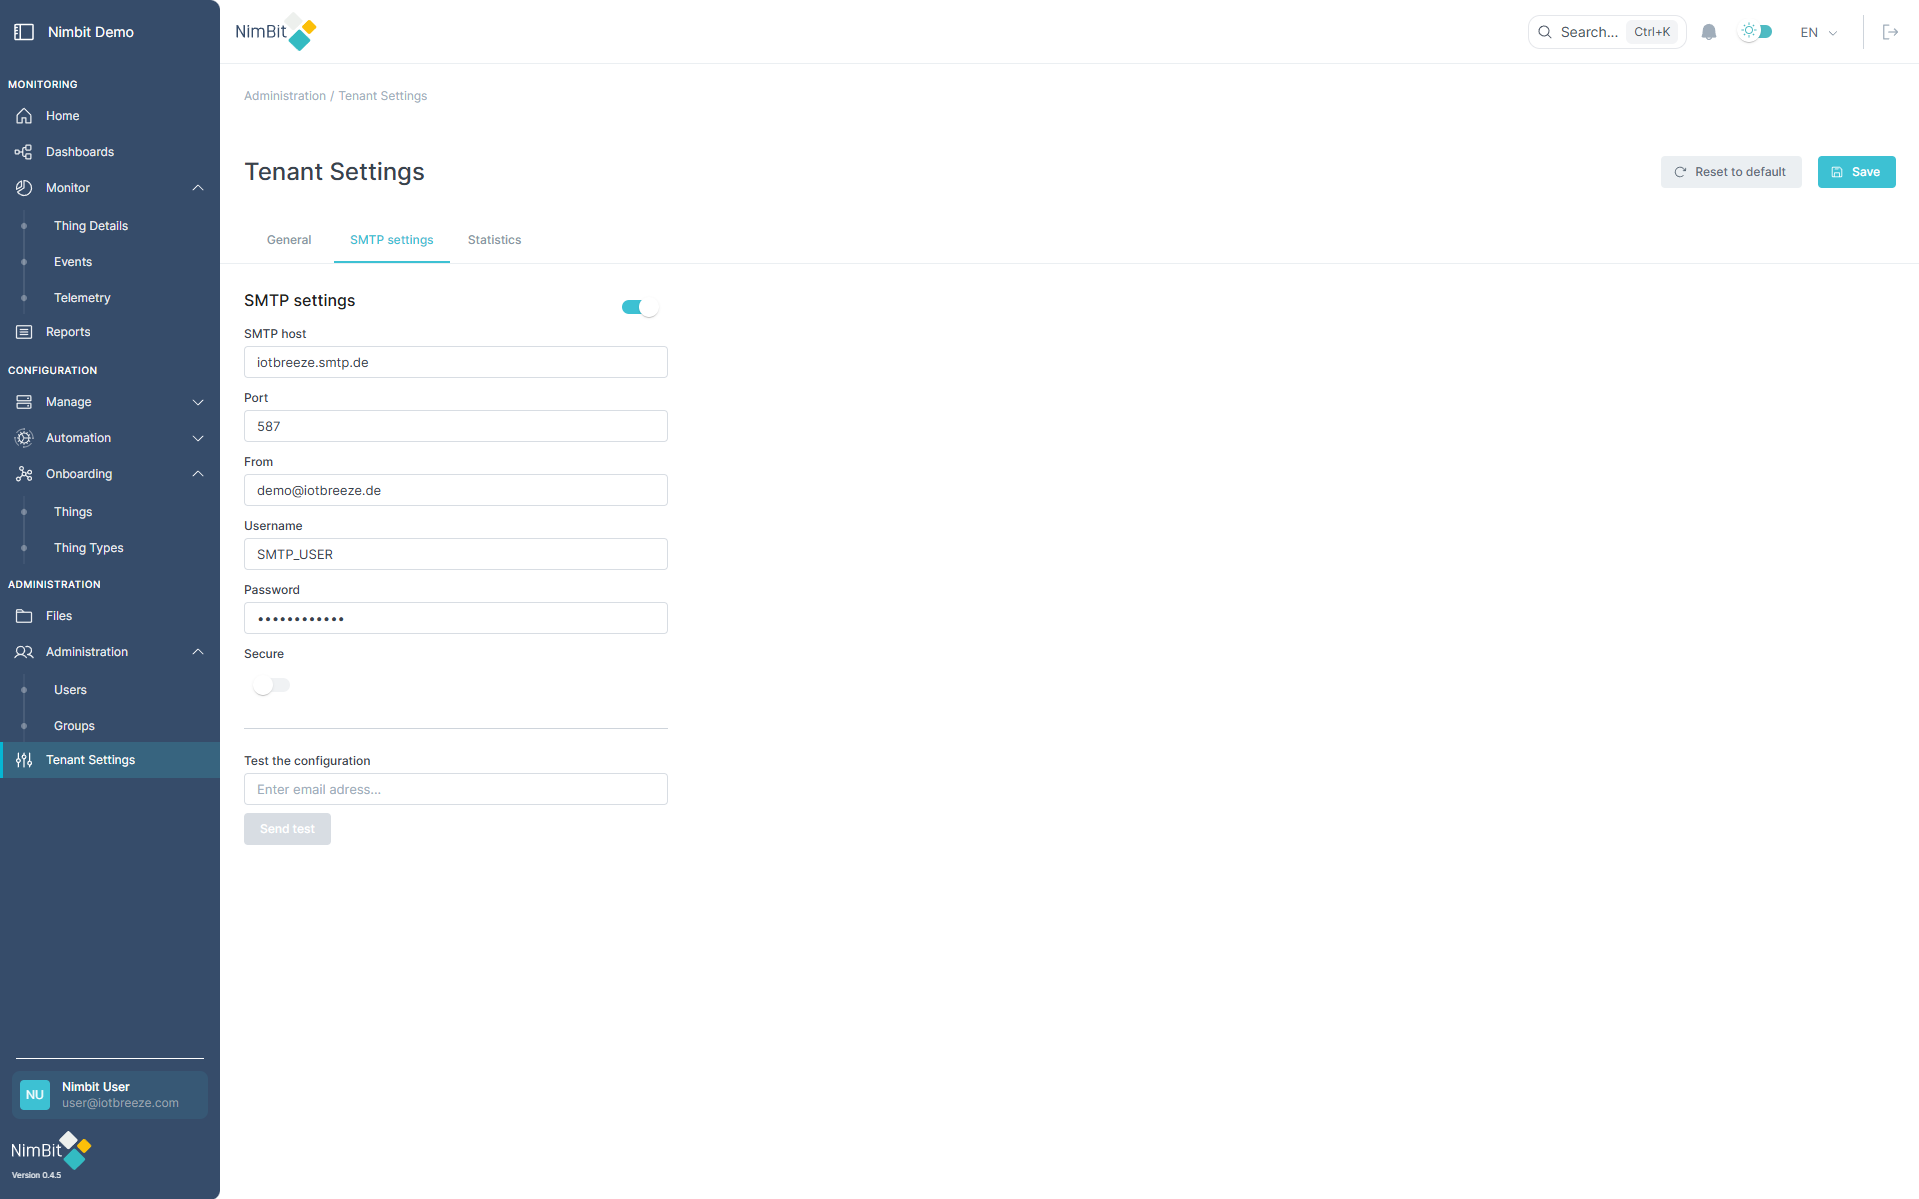 Nimbit Demo
MONITORING
Home
Dashboards
Monitor
Thing Details
Events
Telemetry
Reports
CONFIGURATION
Manage
Automation
Onboarding
Things
Thing Types
ADMINISTRATION
Files
Administration
Users
Groups
Tenant Settings
NU
Nimbit User
user@iotbreeze.com
NimBit
Version 0.4.5
NimBit
Search...
Ctrl+K
EN
Administration / Tenant Settings
Tenant Settings
Reset to default
Save
General
SMTP settings
Statistics
SMTP settings
SMTP host
iotbreeze.smtp.de
Port
587
From
demo@iotbreeze.de
Username
SMTP_USER
Password
••••••••••••
Secure
Test the configuration
Enter email adress...
Send test